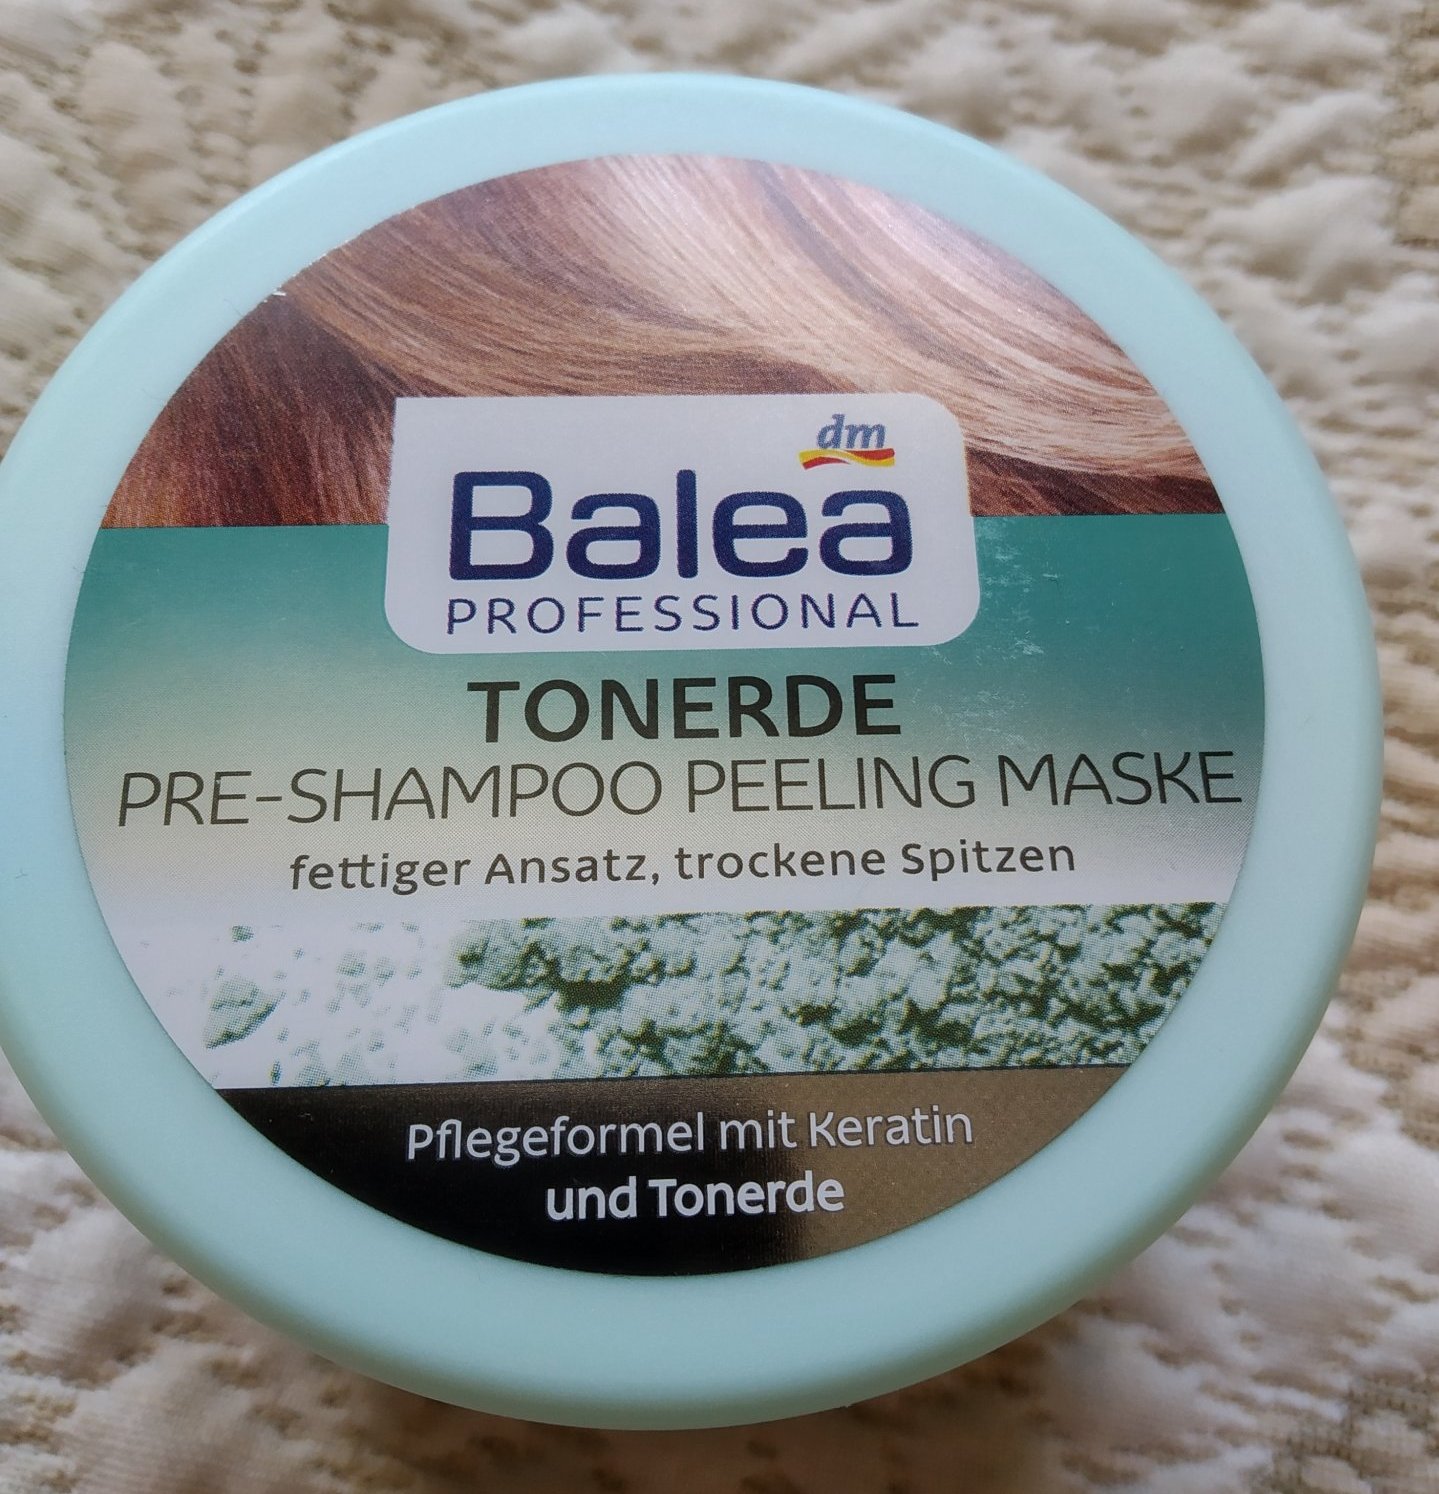 dm
Balea
PROFESSIONAL
TONERDE
PRE-SHAMPOO PEELING MASKE
fettiger Ansatz, trockene Spitzen
Pflegeformel mit Keratin
und Tonerde